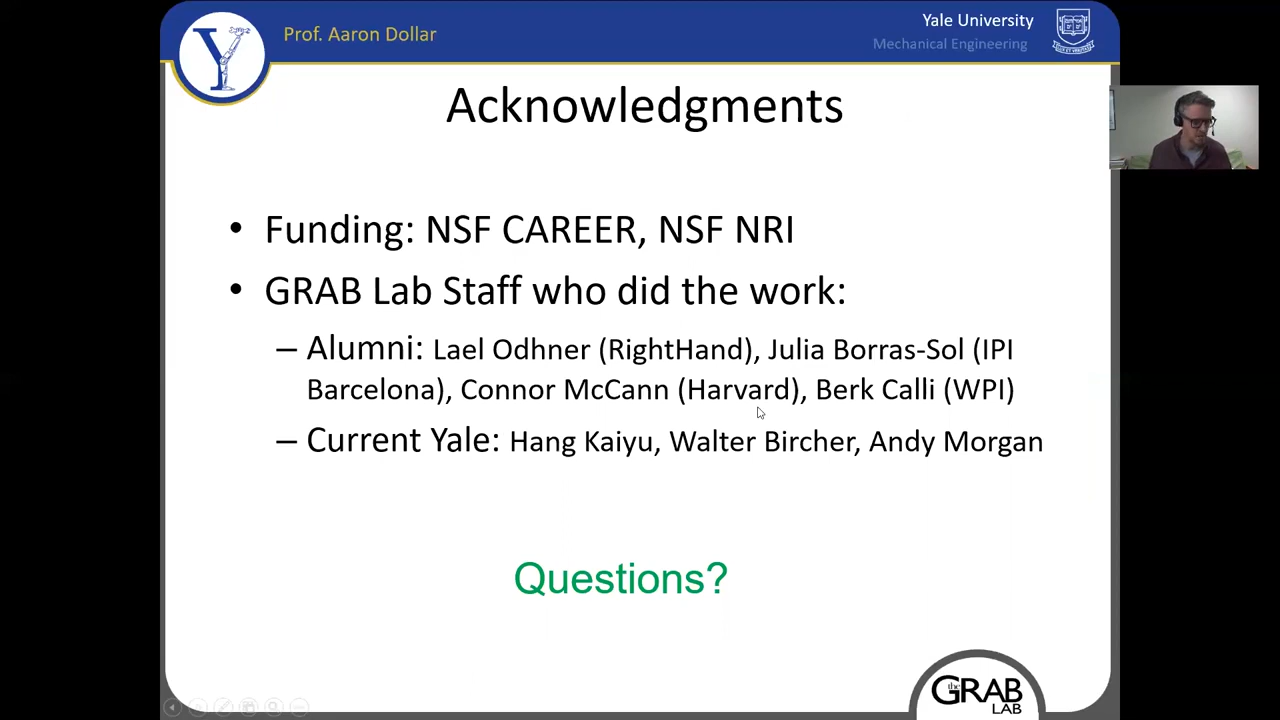 Prof. Aaron Dollar
Yale University
Mechanical Engineering
Acknowledgments
• Funding: NSF CAREER, NSF NRI
• GRAB Lab Staff who did the work:
– Alumni: Lael Odhner (RightHand), Julia Borras-Sol (IPI
Barcelona), Connor McCann (Harvard), Berk Calli (WPI)
– Current Yale: Hang Kaiyu, Walter Bircher, Andy Morgan
Questions?
the GRAB
LAB